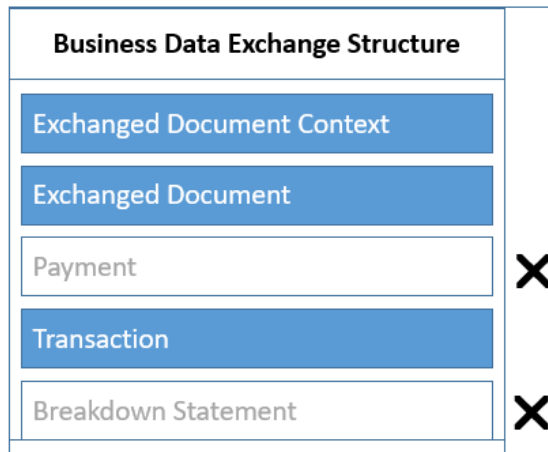 Business Data Exchange Structure
Exchanged Document Context
Exchanged Document
Payment
Transaction
Breakdown Statement